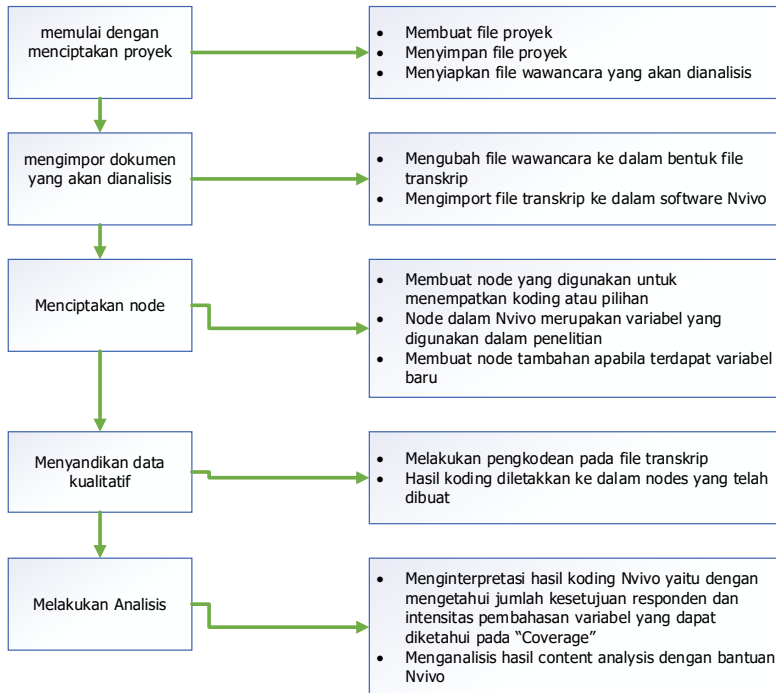 memulai dengan
menciptakan proyek
• Membuat file proyek
• Menyimpan file proyek
• Menyiapkan file wawancara yang akan dianalisis
mengimpor dokumen
yang akan dianalisis
• Mengubah file wawancara ke dalam bentuk file
transkrip
• Mengimport file transkrip ke dalam software Nvivo
Menciptakan node
• Membuat node yang digunakan untuk
menempatkan koding atau pilihan
• Node dalam Nvivo merupakan variabel yang
digunakan dalam penelitian
• Membuat node tambahan apabila terdapat variabel
baru
Menyandikan data
kualitatif
• Melakukan pengkodean pada file transkrip
• Hasil koding diletakkan ke dalam nodes yang telah
dibuat
Melakukan Analisis
• Menginterpretasi hasil koding Nvivo yaitu dengan
mengetahui jumlah kesetujuan responden dan
intensitas pembahasan variabel yang dapat
diketahui pada “Coverage”
• Menganalisis hasil content analysis dengan bantuan
Nvivo